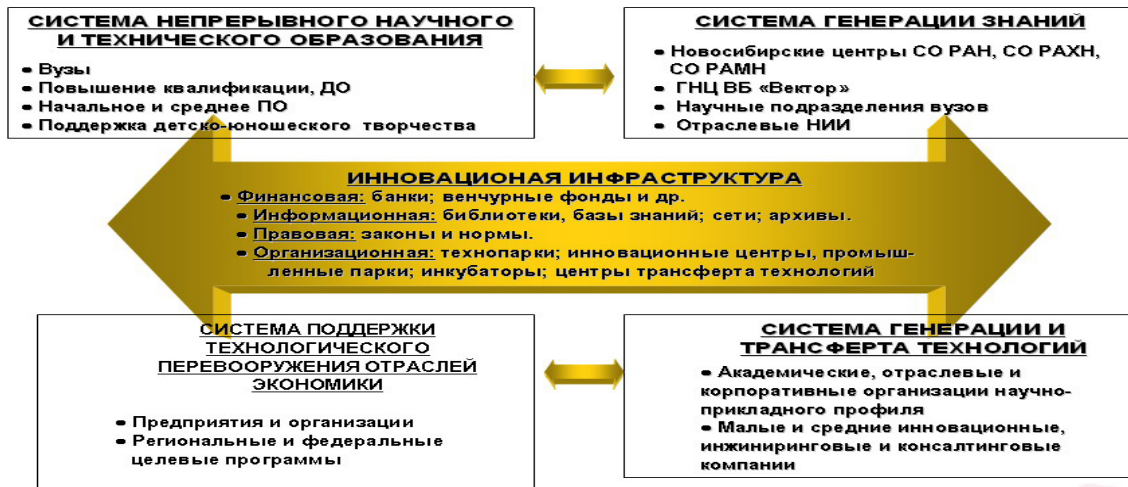 СИСТЕМА НЕПРЕРЫВНОГО НАУЧНОГО
И ТЕХНИЧЕСКОГО ОБРАЗОВАНИЯ
● Вузы
● Повышение квалификации, ДО
● Начальное и среднее ПО
● Поддержка детско-юношеского творчества
СИСТЕМА ГЕНЕРАЦИИ ЗНАНИЙ
● Новосибирские центры СО РАН, СО РАХН,
СО РАМН
● ГНЦ ВБ «Вектор»
● Научные подразделения вузов
● Отраслевые НИИ
ИННОВАЦИОНАЯ ИНФРАСТРУКТУРА
● Финансовая: банки; венчурные фонды и др.
● Информационная: библиотеки, базы знаний; сети; архивы.
● Правовая: законы и нормы.
● Организационная: технопарки; инновационные центры, промыш-
ленные парки; инкубаторы; центры трансферта технологий
СИСТЕМА ПОДДЕРЖКИ
ТЕХНОЛОГИЧЕСКОГО
ПЕРЕВООРУЖЕНИЯ ОТРАСЛЕЙ
ЭКОНОМИКИ
● Предприятия и организации
● Региональные и федеральные
целевые программы
СИСТЕМА ГЕНЕРАЦИИ И
ТРАНСФЕРТА ТЕХНОЛОГИЙ
● Академические, отраслевые и
корпоративные организации научно-
прикладного профиля
● Малые и средние инновационные,
инжиниринговые и консалтинговые
компании